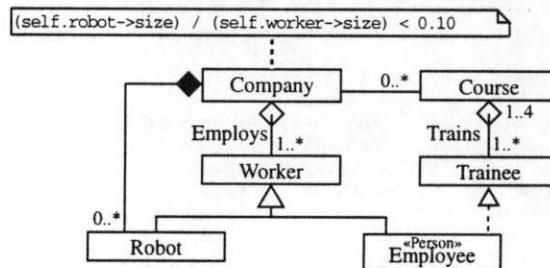 (self.robot->size) / (self.worker->size) < 0.10
Company
0..*
Course
Employs
1..*
Trains
1..4
1..*
Worker
Trainee
0..*
Robot
«Person»
Employee